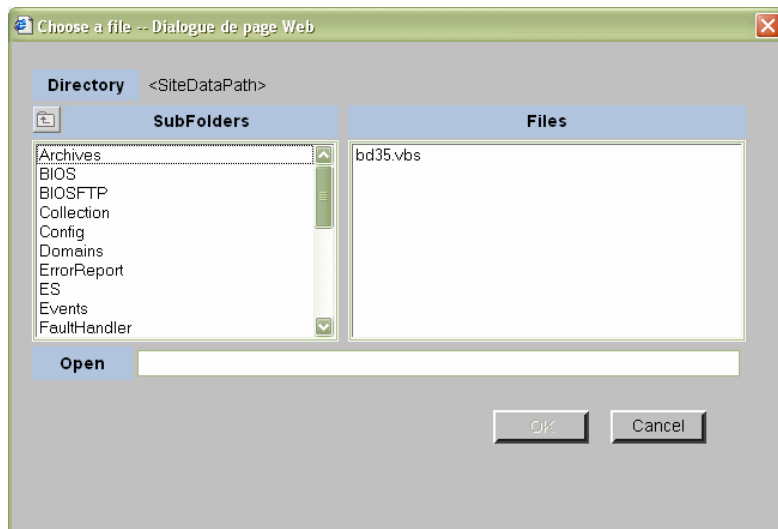 Choose a file -- Dialogue de page Web
Directory <SiteDataPath>
SubFolders Files
Archives bd35.vbs
BIOS
BIOSFTP
Collection
Config
Domains
ErrorReport
ES
Events
FaultHandler
Open
OK Cancel